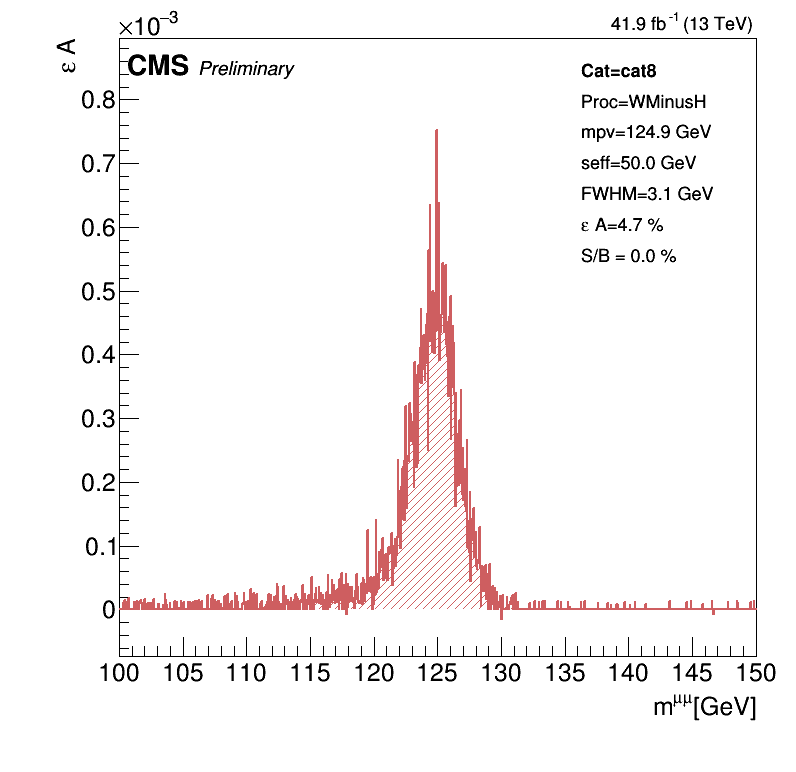 ×10⁻³
41.9 fb⁻¹ (13 TeV)
ε A
CMS Preliminary
Cat=cat8
Proc=WMinusH
mpv=124.9 GeV
seff=50.0 GeV
FWHM=3.1 GeV
ε A=4.7 %
S/B = 0.0 %
0.8
0.7
0.6
0.5
0.4
0.3
0.2
0.1
0
100 105 110 115 120 125 130 135 140 145 150
m^μμ[GeV]